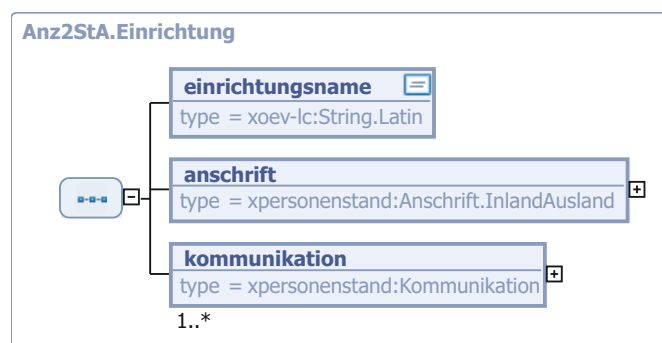 Anz2StA.Einrichtung
einrichtungsname
type = xoev-lc:String.Latin
anschrift
type = xpersonenstand:Anschrift.InlandAusland
kommunikation
type = xpersonenstand:Kommunikation
1..*